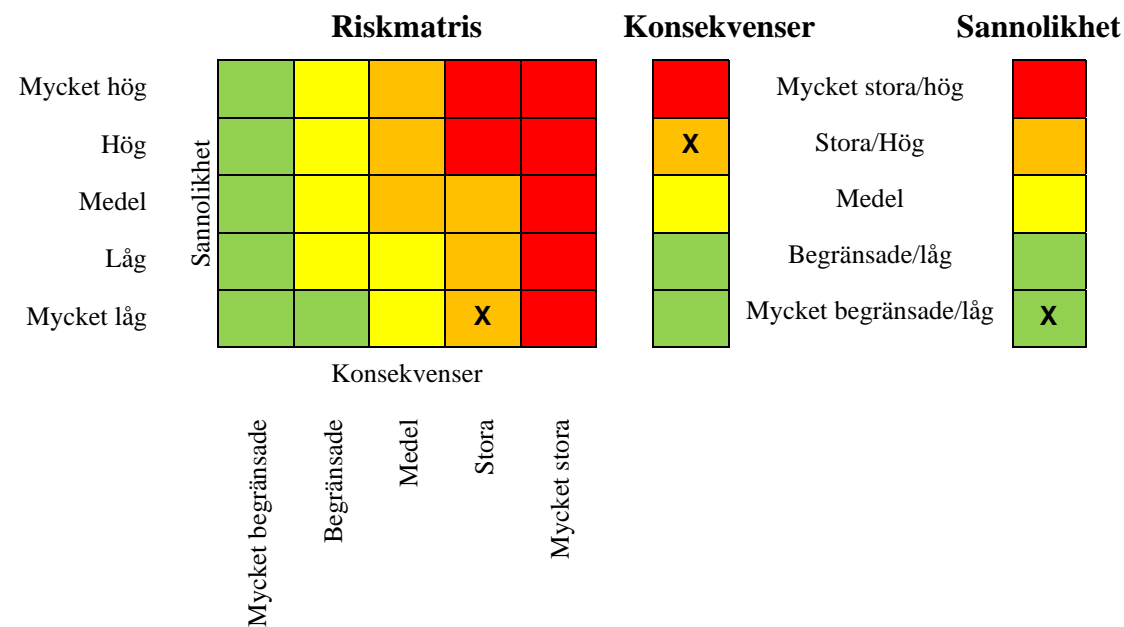 Riskmatris
Konsekvenser
Sannolikhet
Mycket hög
Hög
Medel
Låg
Mycket låg
Sannolikhet
X
Konsekvenser
Mycket begränsade
Begränsade
Medel
Stora
Mycket stora
X
Mycket stora/hög
Stora/Hög
Medel
Begränsade/låg
Mycket begränsade/låg
X